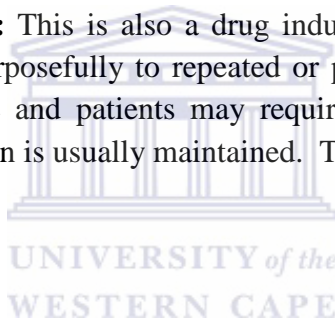 : This is also a drug indu
rposefully to repeated or p
and patients may requir
n is usually maintained. T
UNIVERSITY of the
WESTERN CAPE